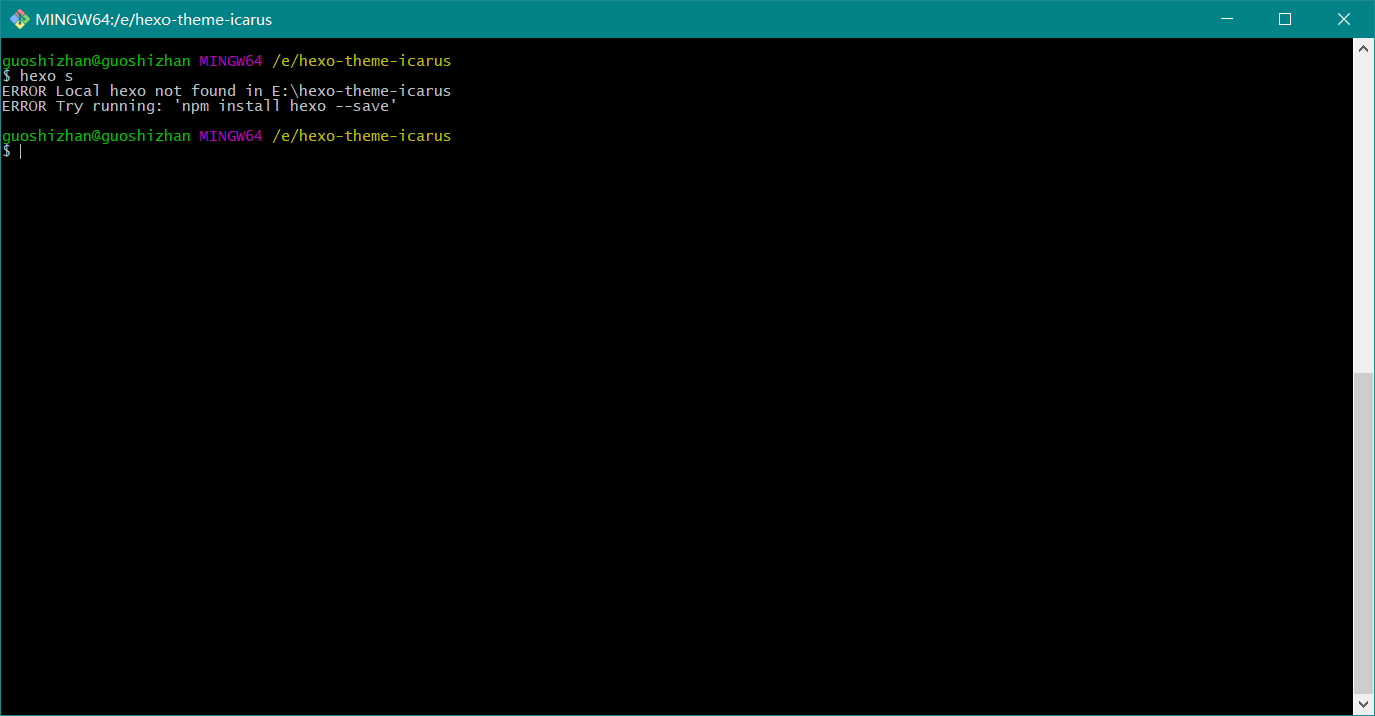 MINGW64:/e/hexo-theme-icarus
guoshizhan@guoshizhan MINGW64 /e/hexo-theme-icarus
$ hexo s
ERROR Local hexo not found in E:\hexo-theme-icarus
ERROR Try running: 'npm install hexo --save'
guoshizhan@guoshizhan MINGW64 /e/hexo-theme-icarus
$